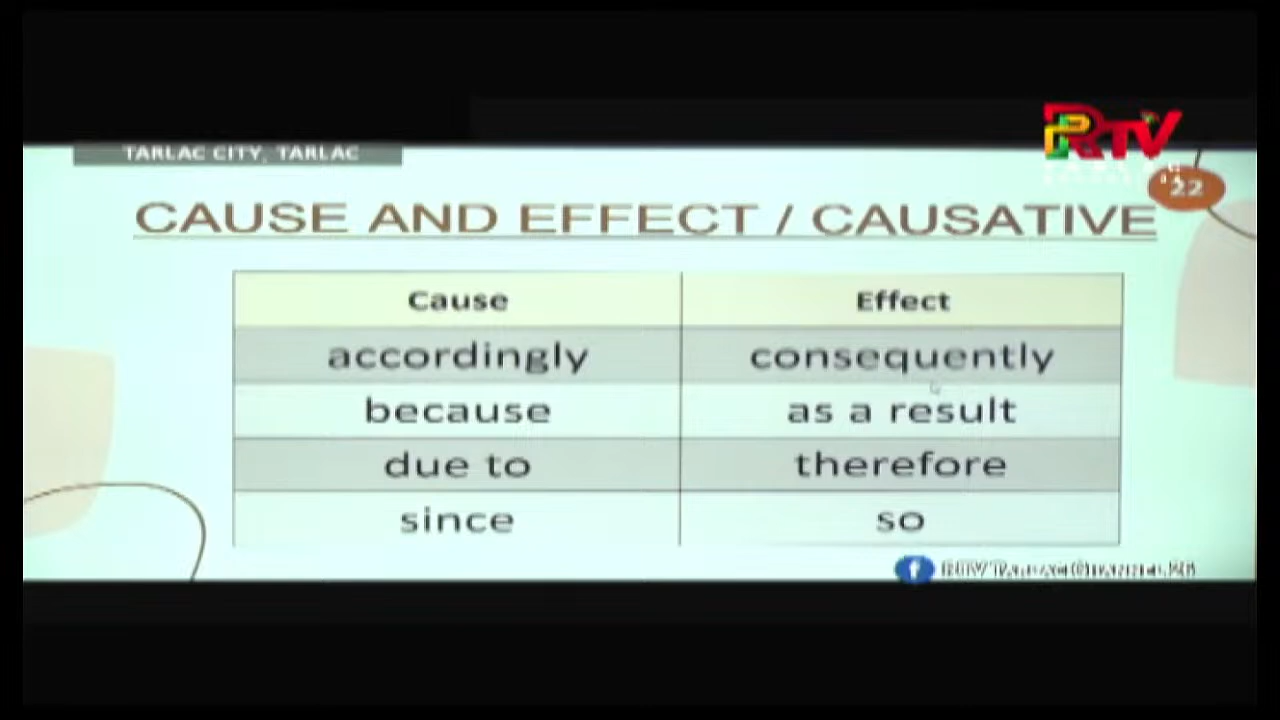 TARLAC CITY, TARLAC
RTV
22
CAUSE AND EFFECT / CAUSATIVE
Cause Effect
accordingly consequently
because as a result
due to therefore
since so